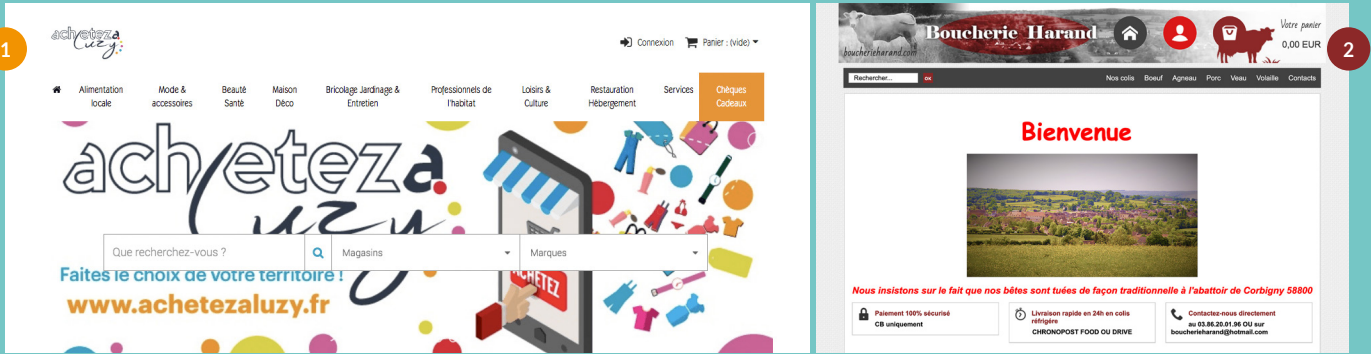 1
acheteza
luzy
Connexion
Panier : (vide)
Alimentation
locale
Mode &
accessoires
Beauté
Santé
Maison
Déco
Bricolage Jardinage &
Entretien
Professionnels de
l'habitat
Loisirs &
Culture
Restauration
Hébergement
Services
Chèques
Cadeaux
acheteza
luzy
Que recherchez-vous ?
Magasins
Marques
ACHETEZ
Faites le choix de votre territoire !
www.achetezaluzy.fr
Boucherie Harand
boucherieharand.com
Votre panier
0,00 EUR
2
Rechercher...
OK
Nos colis Boeuf Agneau Porc Veau Volaille Contacts
Bienvenue
Nous insistons sur le fait que nos bêtes sont tuées de façon traditionnelle à l'abattoir de Corbigny 58800
Paiement 100% sécurisé
CB uniquement
Livraison rapide en 24h en colis
réfrigére
CHRONOPOST FOOD OU DRIVE
Contactez-nous directement
au 03.86.20.01.96 OU sur
boucherieharand@hotmail.com